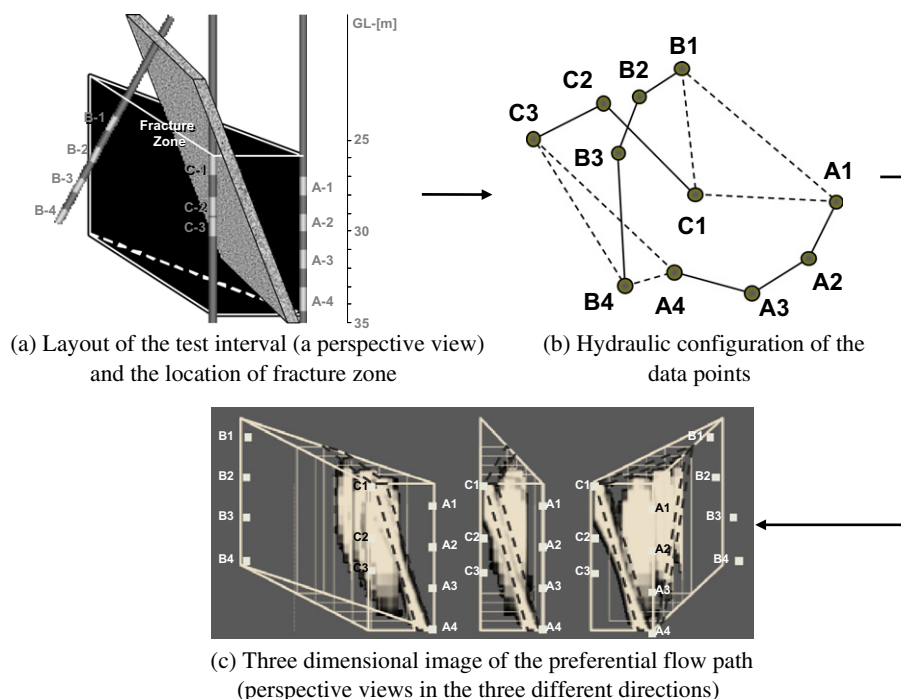 GL-[m]
B-1
Fracture
Zone
25
B-2
C-1
B-3
A-1
B-4
C-2
A-2
C-3
30
A-3
A-4
35
(a) Layout of the test interval (a perspective view)
and the location of fracture zone
B1
C2
B2
C3
B3
A1
C1
A2
B4
A4
A3
(b) Hydraulic configuration of the
data points
B1
B2
B3
B4
C1
C2
C3
A1
A2
A3
A4
C1
C2
C3
C1
C2
C3
A1
A2
A3
A4
B1
B2
B3
B4
(c) Three dimensional image of the preferential flow path
(perspective views in the three different directions)